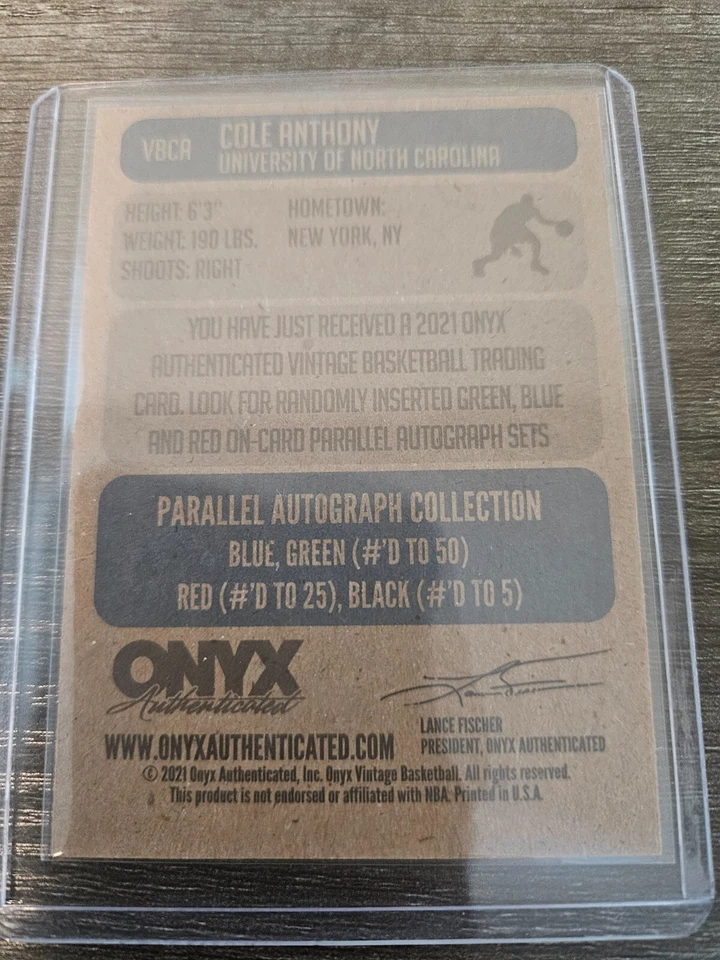 VBCA
COLE ANTHONY
UNIVERSITY OF NORTH CAROLINA
HEIGHT: 6'3"
WEIGHT: 190 LBS.
SHOOTS: RIGHT
HOMETOWN:
NEW YORK, NY
YOU HAVE JUST RECEIVED A 2021 ONYX
AUTHENTICATED VINTAGE BASKETBALL TRADING
CARD. LOOK FOR RANDOMLY INSERTED GREEN, BLUE
AND RED ON-CARD PARALLEL AUTOGRAPH SETS
PARALLEL AUTOGRAPH COLLECTION
BLUE, GREEN (#'D TO 50)
RED (#'D TO 25), BLACK (#'D TO 5)
ONYX
Authenticated
WWW.ONYXAUTHENTICATED.COM
LANCE FISCHER
PRESIDENT, ONYX AUTHENTICATED
© 2021 Onyx Authenticated, Inc. Onyx Vintage Basketball. All rights reserved.
This product is not endorsed or affiliated with NBA. Printed in U.S.A.